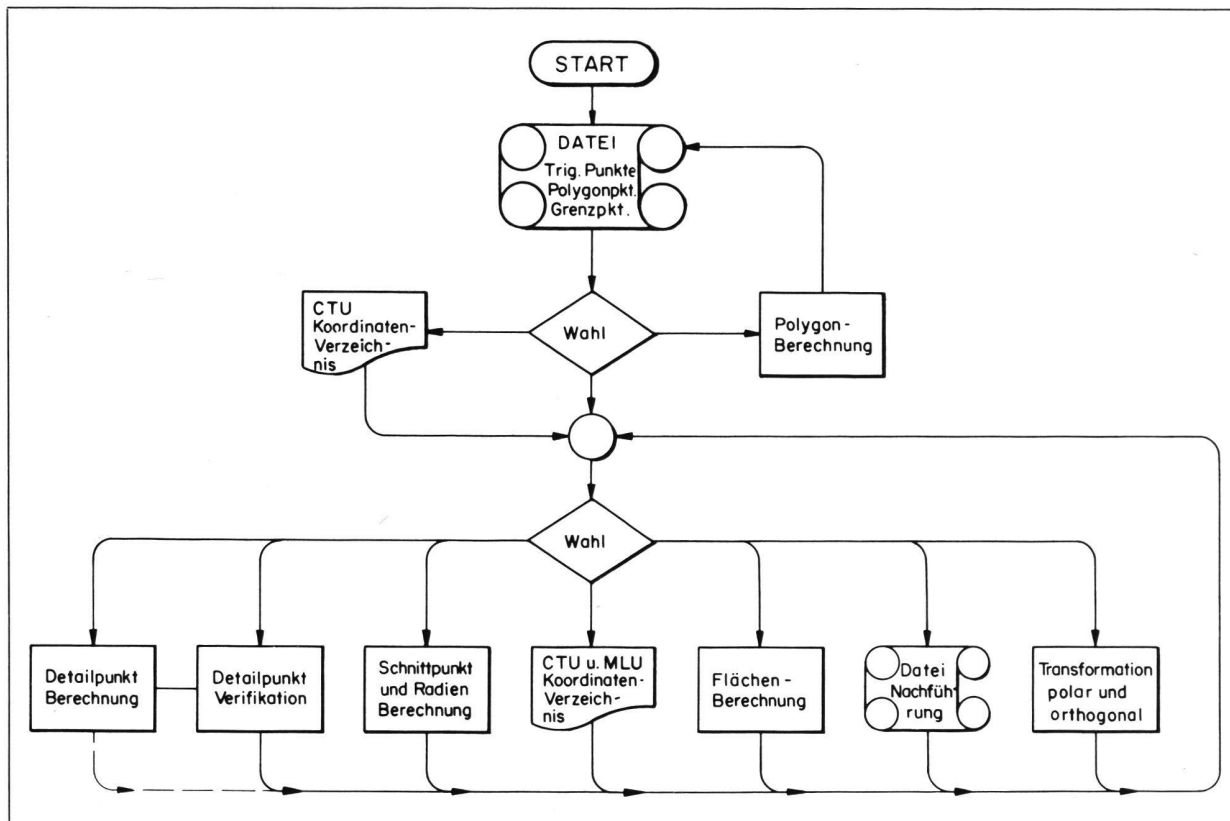 START
DATEI
Trig. Punkte
Polygonpkt.
Grenzpkt.
CTU
Koordinaten-
Verzeich-
nis
Wahl
Polygon-
Berechnung
Wahl
Detailpunkt
Berechnung
Detailpunkt
Verifikation
Schnittpunkt
und Radien
Berechnung
CTU u. MLU
Koordinaten-
Verzeich-
nis
Flächen-
Berechnung
Datei
Nachfüh-
rung
Transformation
polar und
orthogonal